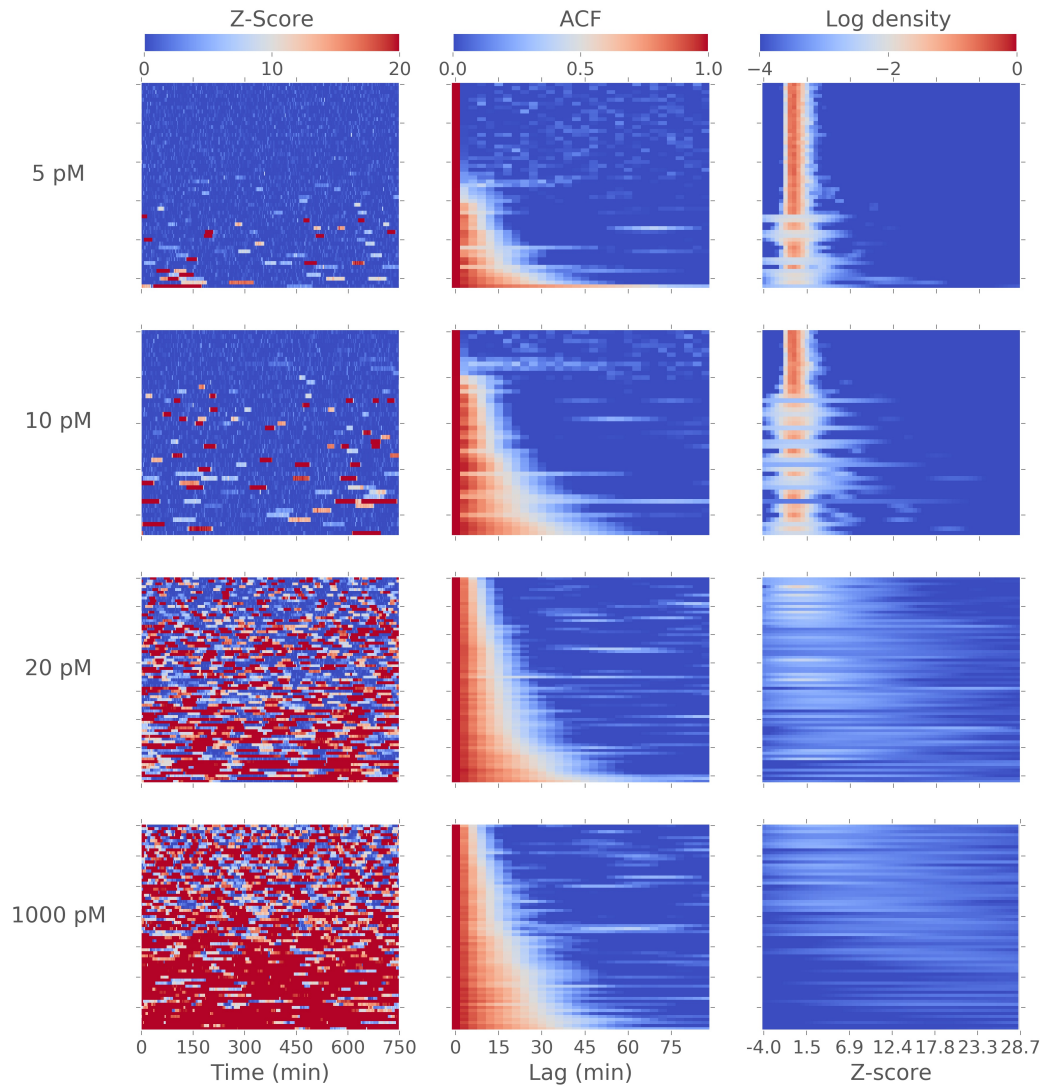 Z-Score ACF Log density
0 10 20 0.0 0.5 1.0 −4 −2 0
5 pM
10 pM
20 pM
1000 pM
0 150 300 450 600 750 0 15 30 45 60 75 -4.0 1.5 6.9 12.4 17.8 23.3 28.7
Time (min) Lag (min) Z-score